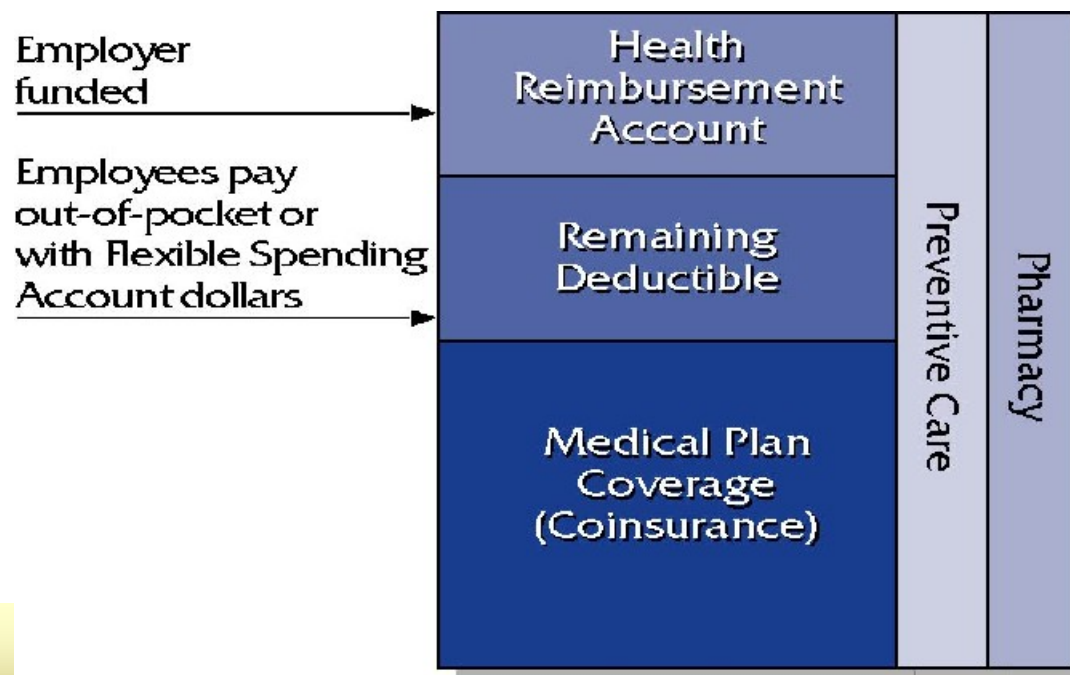 Employer
funded
Employees pay
out-of-pocket or
with Flexible Spending
Account dollars
Health
Reimbursement
Account
Remaining
Deductible
Medical Plan
Coverage
(Coinsurance)
Preventive Care
Pharmacy